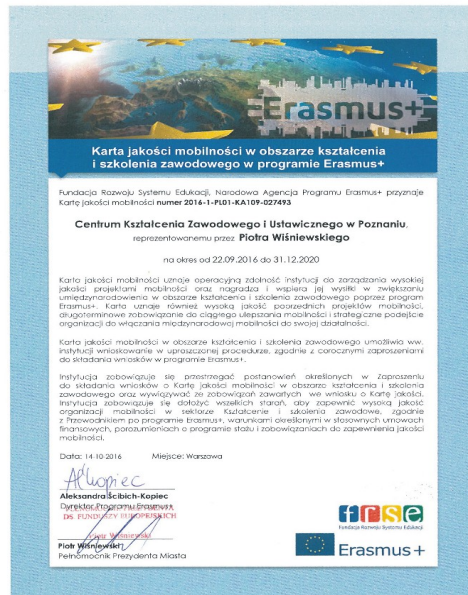 Erasmus+
Karta jakości mobilności w obszarze kształcenia
i szkolenia zawodowego w programie Erasmus+
Fundacja Rozwoju Systemu Edukacji, Narodowa Agencja Programu Erasmus+ przyznaje
Kartę jakości mobilności numer 2016-1-PL01-KA109-027493
Centrum Kształcenia Zawodowego i Ustawicznego w Poznaniu,
reprezentowanemu przez Piotra Wiśniewskiego
na okres od 22.09.2016 do 31.12.2020
Karta jakości mobilności uznaje operacyjną zdolność instytucji do zarządzania wysokiej
jakości projektami mobilności oraz nagradza i wspiera jej wysiłki w zwiększaniu
umiędzynarodowienia w obszarze kształcenia i szkolenia zawodowego poprzez program
Erasmus+. Karta uznaje również wysoką jakość poprzednich projektów mobilności,
długoterminowe zobowiązanie do ciągłego ulepszania mobilności i strategiczne podejście
organizacji do włączania międzynarodowej mobilności do swojej działalności.
Karta jakości mobilności w obszarze kształcenia i szkolenia zawodowego umożliwia ww.
instytucji wnioskowanie w uproszczonej procedurze, zgodnie z corocznymi zaproszeniami
do składania wniosków w programie Erasmus+.
Instytucja zobowiązuje się przestrzegać postanowień określonych w Zaproszeniu
do składania wniosków o Kartę jakości mobilności w obszarze kształcenia i szkolenia
zawodowego oraz wywiązywać ze zobowiązań zawartych we wniosku o Kartę jakości.
Instytucja zobowiązuje się dołożyć wszelkich starań, aby zapewnić wysoką jakość
organizacji mobilności w sektorze Kształcenie i szkolenia zawodowe, zgodnie
z Przewodnikiem po programie Erasmus+, warunkami określonymi w stosownych umowach
finansowych, porozumieniach o programie stażu i zobowiązaniach do zapewnienia jakości
mobilności.
Data: 14-10-2016 Miejsce: Warszawa
Aleksandra Ścibich-Kopiec
Dyrektor Programu Erasmus+
DS. FUNDUSZY EUROPEJSKICH
Piotr Wiśniewski
Piotr Wiśniewski
Pełnomocnik Prezydenta Miasta
frse
Fundacja Rozwoju Systemu Edukacji
Erasmus+